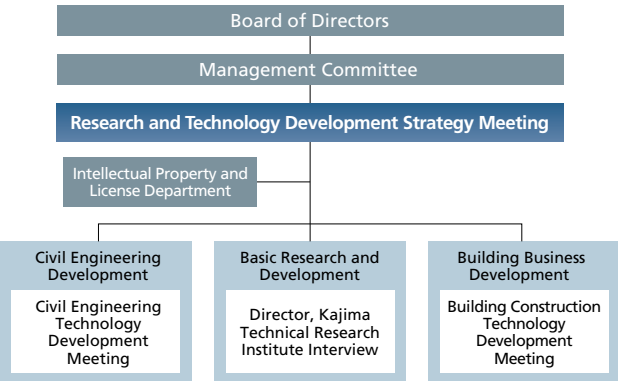 Board of Directors
Management Committee
Research and Technology Development Strategy Meeting
Intellectual Property and
License Department
Civil Engineering
Development
Civil Engineering
Technology
Development
Meeting
Basic Research and
Development
Director, Kajima
Technical Research
Institute Interview
Building Business
Development
Building Construction
Technology
Development
Meeting